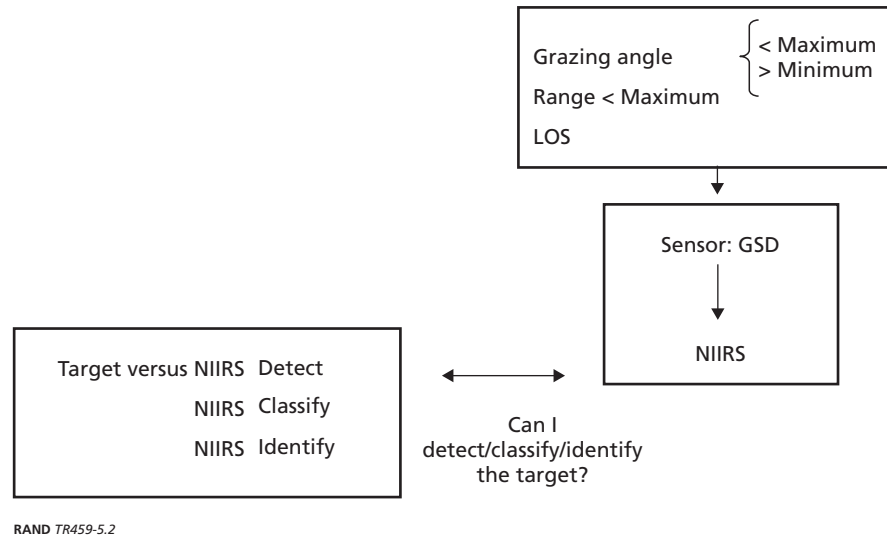 Grazing angle
< Maximum
> Minimum
Range < Maximum
LOS
Sensor: GSD
NIIRS
Target versus NIIRS Detect
NIIRS Classify
NIIRS Identify
Can I
detect/classify/identify
the target?
RAND TR459-5.2